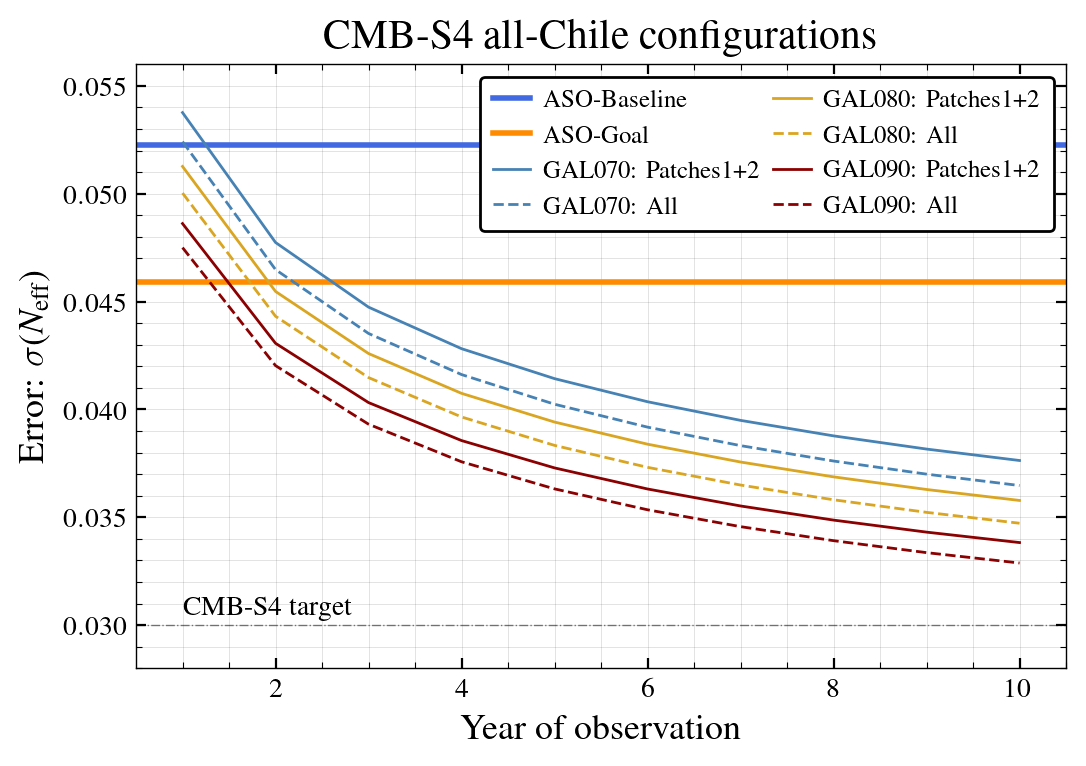 CMB-S4 all-Chile configurations
Error: σ(N_eff)
0.055
0.050
0.045
0.040
0.035
0.030
ASO-Baseline
ASO-Goal
GAL070: Patches1+2
GAL070: All
GAL080: Patches1+2
GAL080: All
GAL090: Patches1+2
GAL090: All
CMB-S4 target
2 4 6 8 10
Year of observation